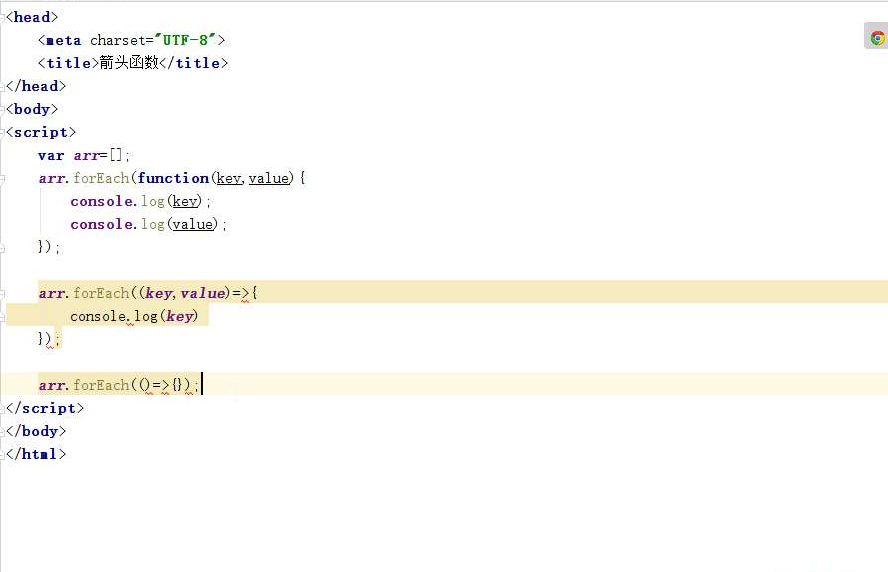 <head>
<meta charset="UTF-8">
<title>箭头函数</title>
</head>
<body>
<script>
var arr=[];
arr.forEach(function(key,value){
console.log(key);
console.log(value);
});
arr.forEach((key,value)=>{
console.log(key)
});
arr.forEach(()=>{});
</script>
</body>
</html>